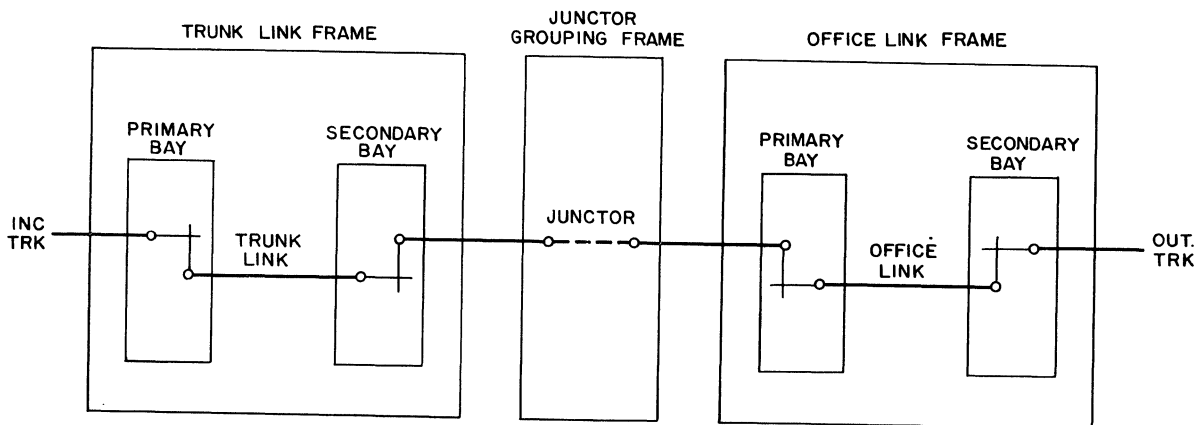 TRUNK LINK FRAME
JUNCTOR
GROUPING FRAME
OFFICE LINK FRAME
PRIMARY
BAY
SECONDARY
BAY
PRIMARY
BAY
SECONDARY
BAY
INC
TRK
TRUNK
LINK
JUNCTOR
OFFICE
LINK
OUT.
TRK